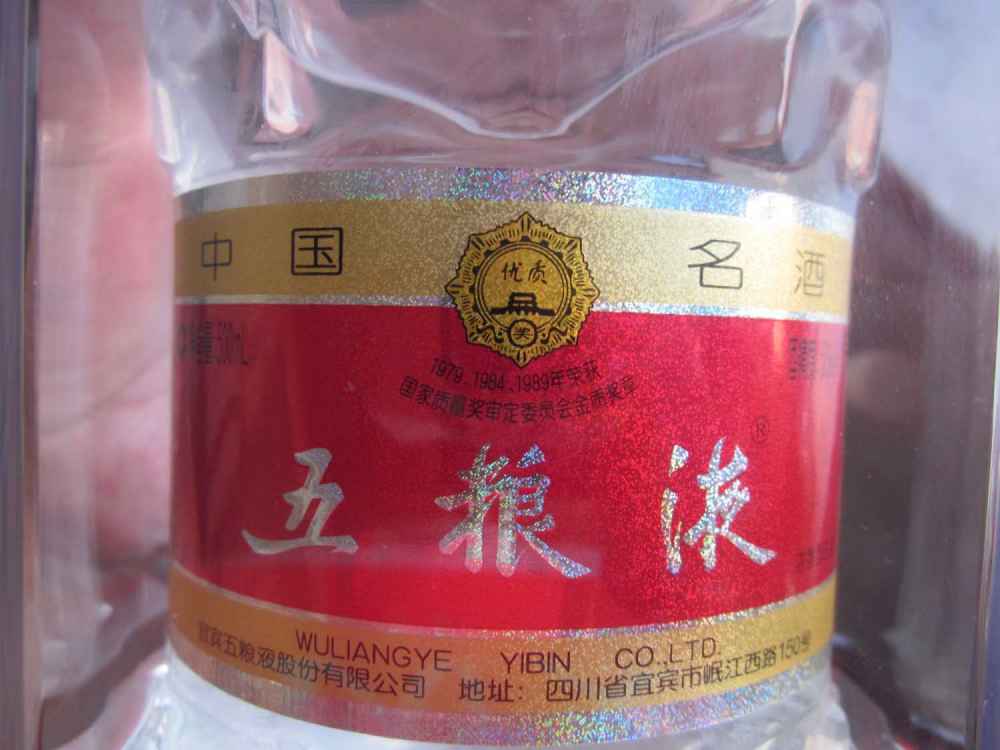 中国 名酒
优质
奖
500mL
1979、1984、1989年荣获
国家质量奖审定委员会金质奖章
五粮液®
WULIANGYE YIBIN CO.,LTD.
宜宾五粮液股份有限公司 地址：四川省宜宾市岷江西路150号